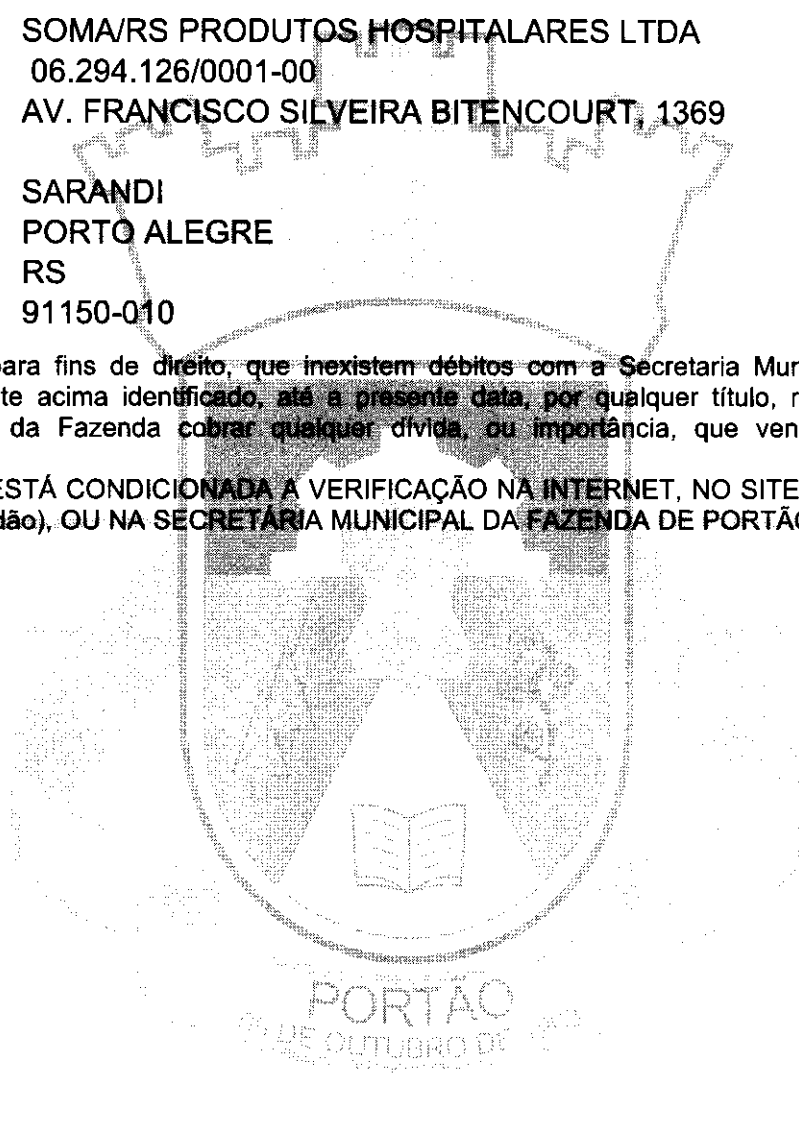 SOMA/RS PRODUTOS HOSPITALARES LTDA
06.294.126/0001-00
AV. FRANCISCO SILVEIRA BITENCOURT, 1369
SARANDI
PORTO ALEGRE
RS
91150-010
para fins de direito, que inexistem débitos com a Secretaria Mun
te acima identificado, até a presente data, por qualquer título, r
da Fazenda cobrar qualquer dívida, ou importância, que ven
ESTÁ CONDICIONADA A VERIFICAÇÃO NA INTERNET, NO SITE
dão), OU NA SECRETÁRIA MUNICIPAL DA FAZENDA DE PORTÃO
PORTÃO
DE OUTUBRO DE